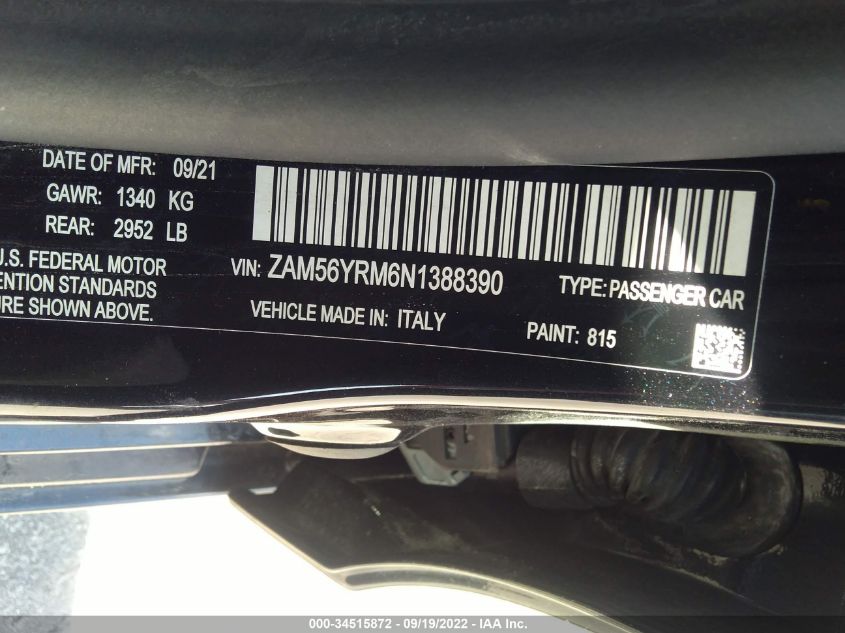 DATE OF MFR: 09/21
GAWR: 1340 KG
REAR: 2952 LB
U.S. FEDERAL MOTOR
ENTION STANDARDS
URE SHOWN ABOVE.
VIN: ZAM56YRM6N1388390
TYPE: PASSENGER CAR
VEHICLE MADE IN: ITALY
PAINT: 815
000-34515872 - 09/19/2022 - IAA Inc.